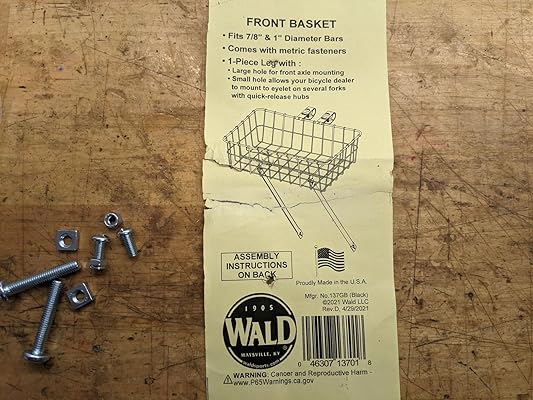 FRONT BASKET
• Fits 7/8" & 1" Diameter Bars
• Comes with metric fasteners
• 1-Piece Leg with :
• Large hole for front axle mounting
• Small hole allows your bicycle dealer
to mount to eyelet on several forks
with quick-release hubs
ASSEMBLY
INSTRUCTIONS
ON BACK
Proudly Made in the U.S.A.
Mfgr. No.137GB (Black)
©2021 Wald LLC
Rev.D, 4/29/2021
1905
WALD
MAYSVILLE, KY
waldsports.com
0 46307 13701 8
WARNING: Cancer and Reproductive Harm -
www.P65Warnings.ca.gov